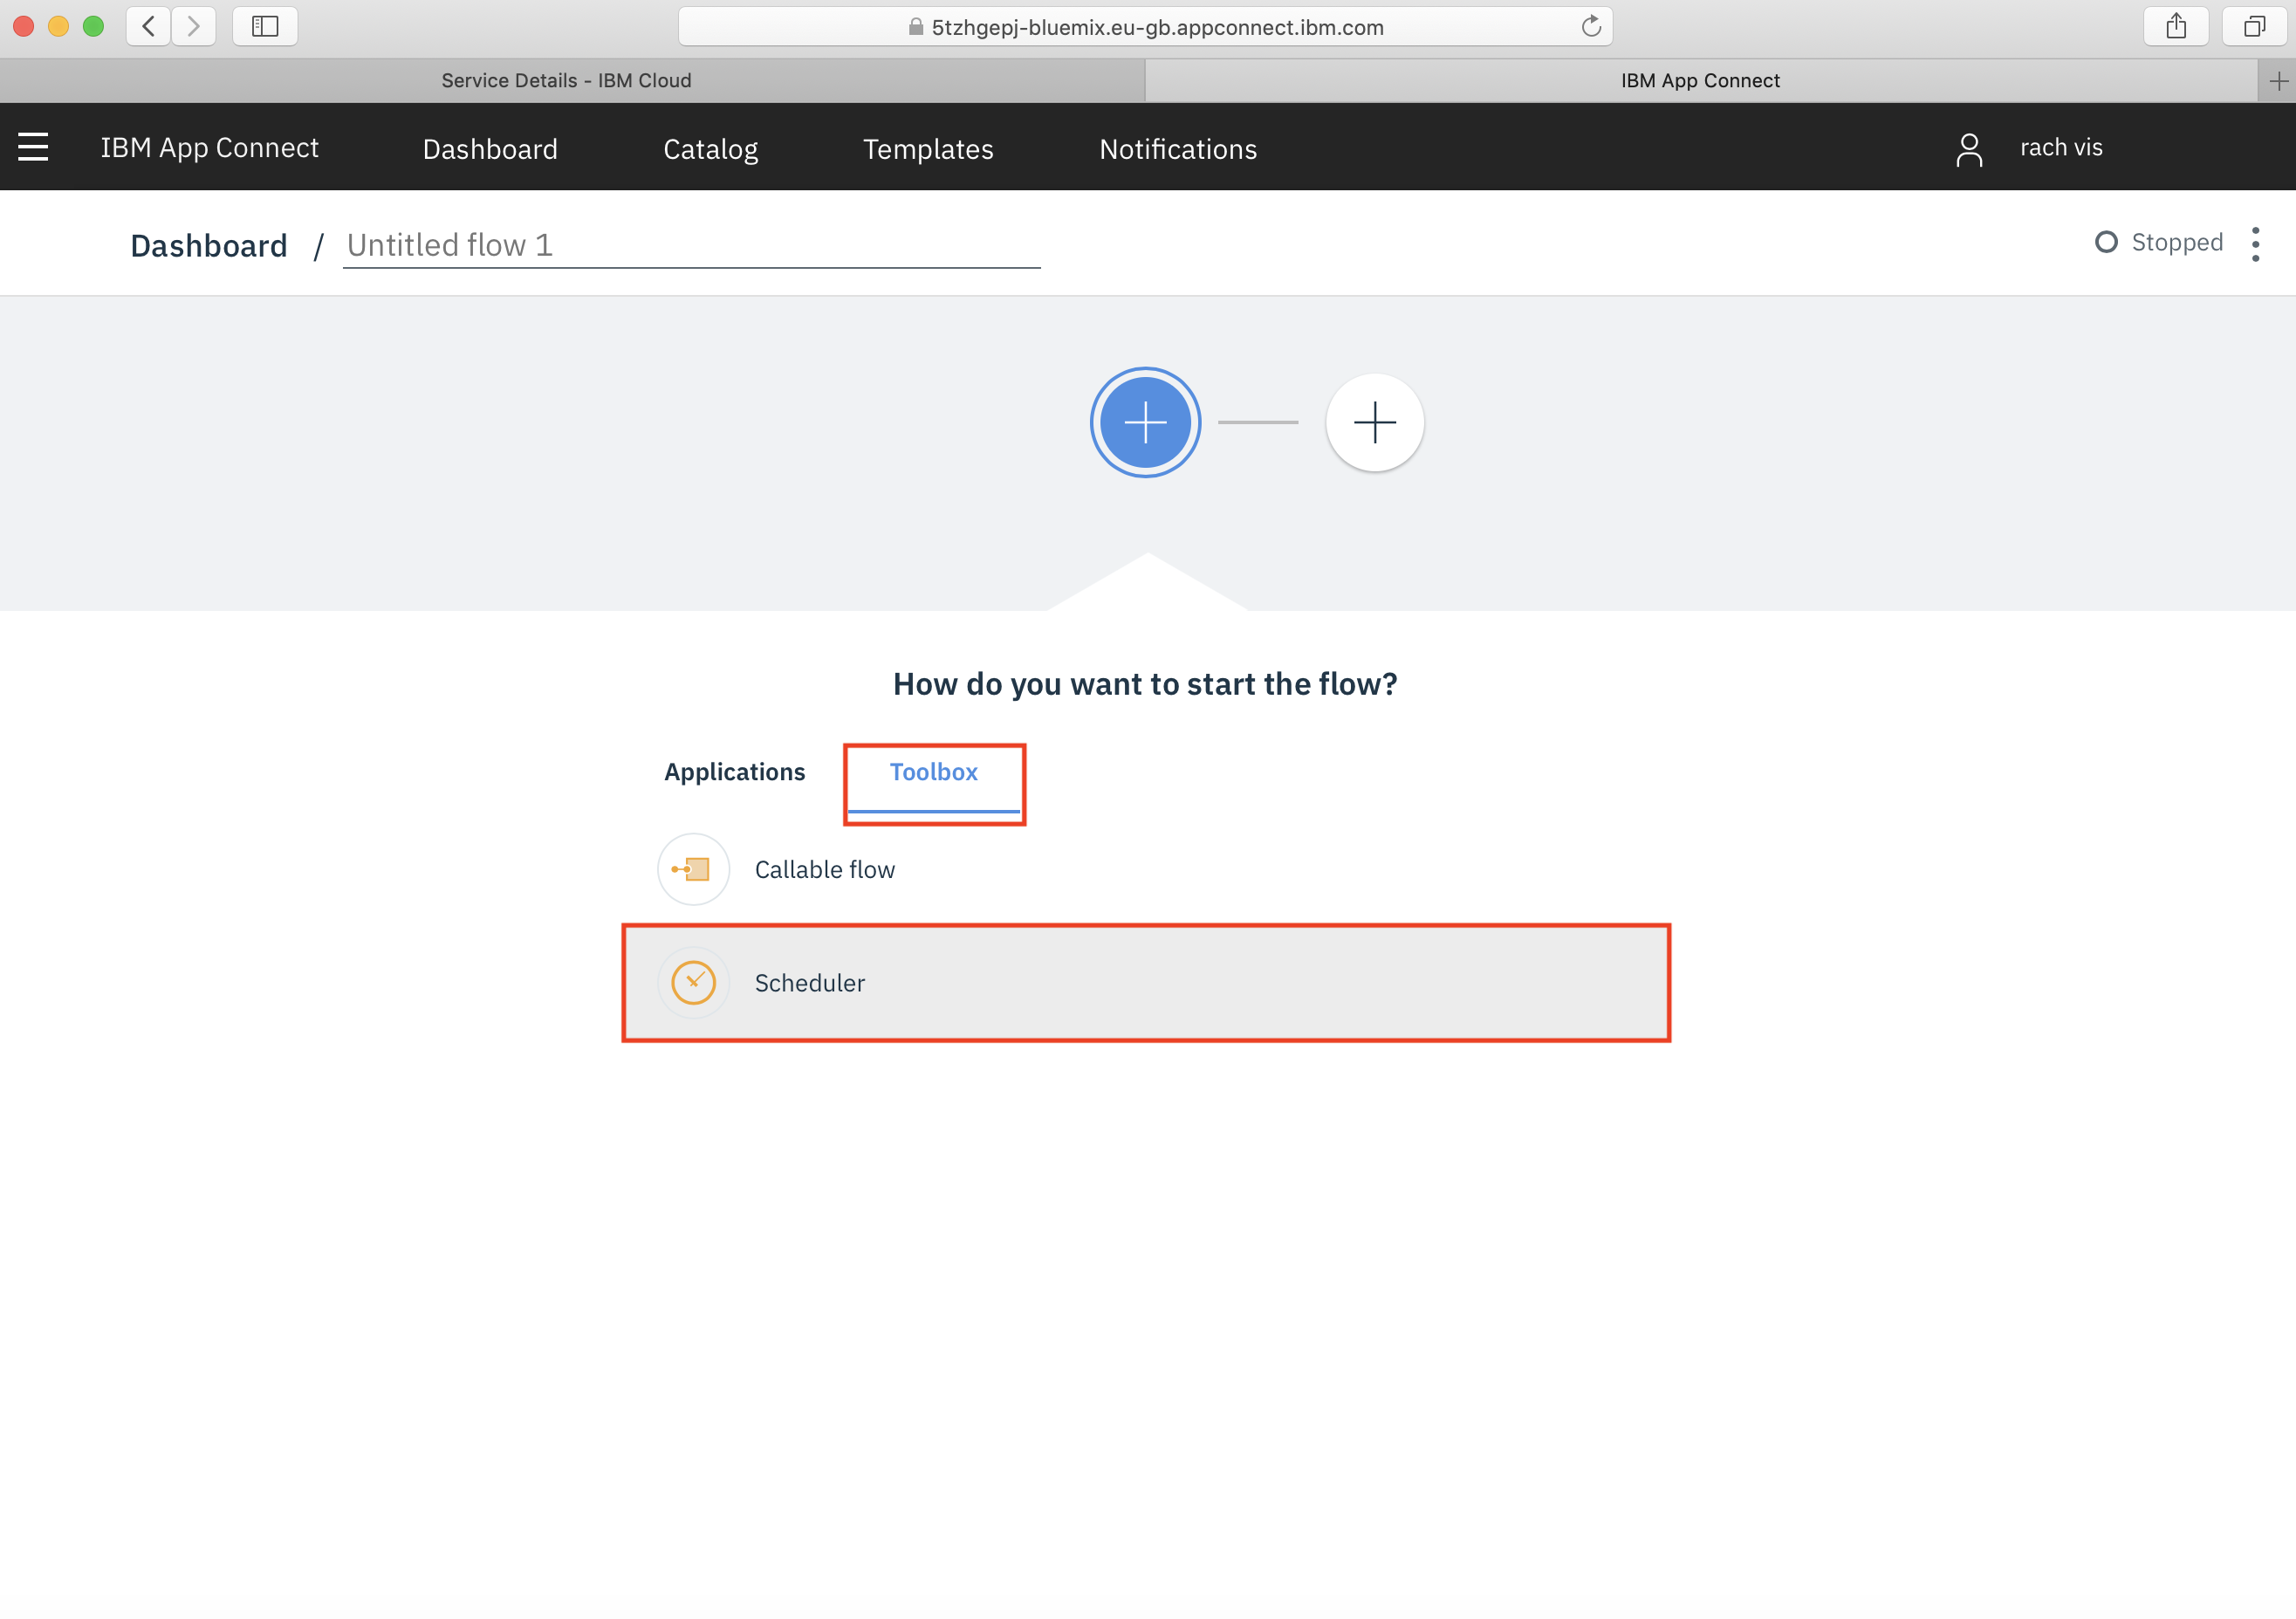 5tzhgepj-bluemix.eu-gb.appconnect.ibm.com
Service Details - IBM Cloud
IBM App Connect
IBM App Connect
Dashboard
Catalog
Templates
Notifications
rach vis
Dashboard / Untitled flow 1
Stopped
How do you want to start the flow?
Applications
Toolbox
Callable flow
Scheduler